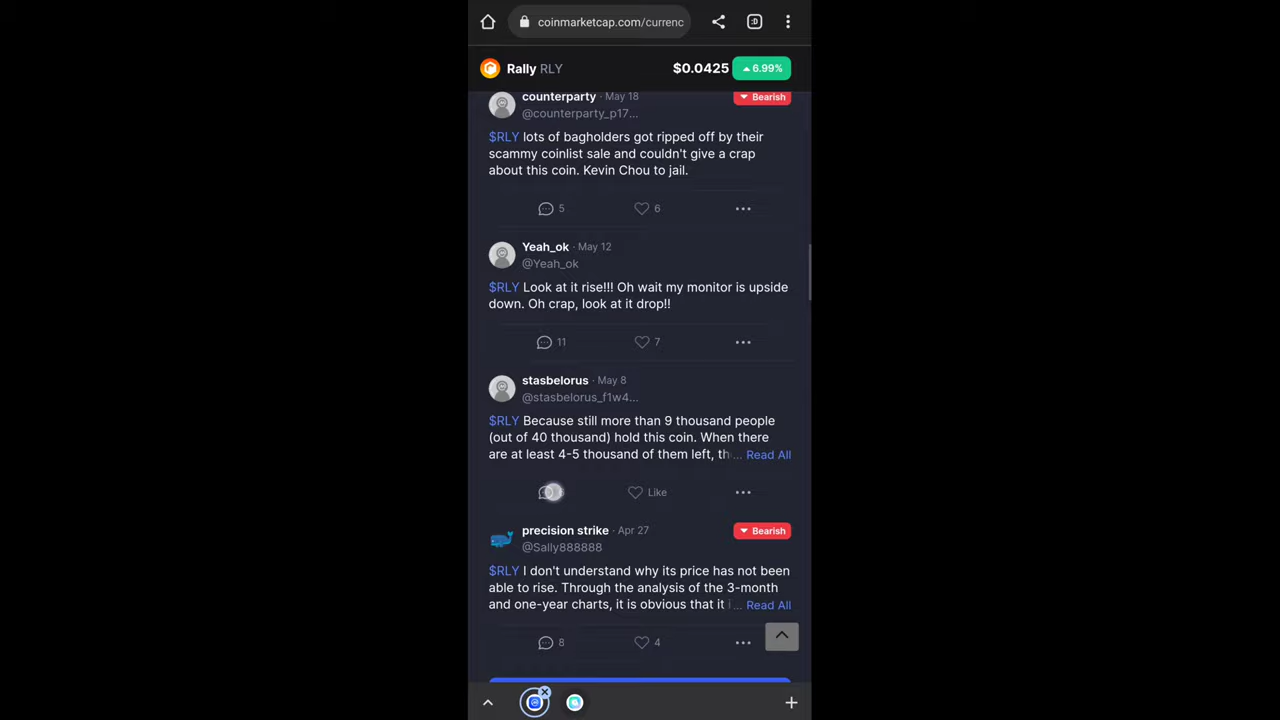 coinmarketcap.com/currenc
:D
Rally RLY
$0.0425
6.99%
counterparty · May 18
Bearish
@counterparty_p17...
$RLY lots of bagholders got ripped off by their
scammy coinlist sale and couldn't give a crap
about this coin. Kevin Chou to jail.
5
6
Yeah_ok · May 12
@Yeah_ok
$RLY Look at it rise!!! Oh wait my monitor is upside
down. Oh crap, look at it drop!!
11
7
stasbelorus · May 8
@stasbelorus_f1w4...
$RLY Because still more than 9 thousand people
(out of 40 thousand) hold this coin. When there
are at least 4-5 thousand of them left, th... Read All
Like
precision strike · Apr 27
Bearish
@Sally888888
$RLY I don't understand why its price has not been
able to rise. Through the analysis of the 3-month
and one-year charts, it is obvious that it i... Read All
8
4